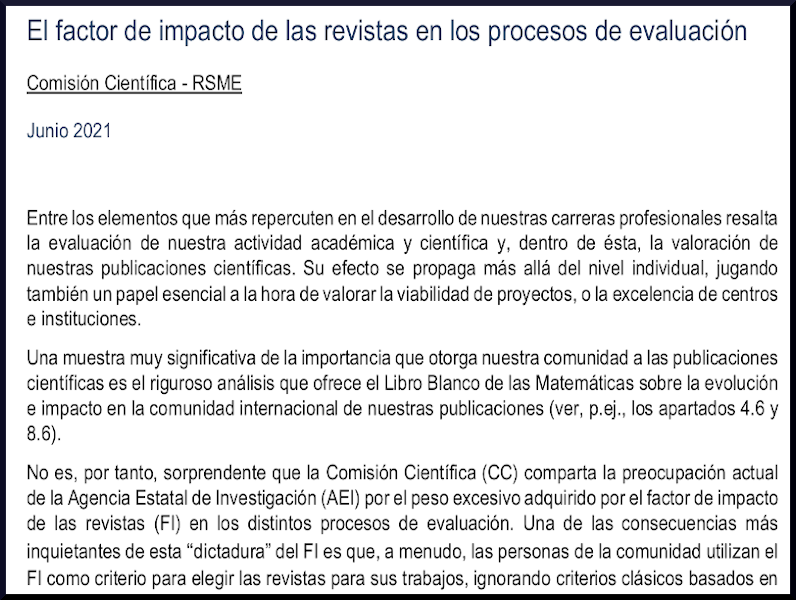 El factor de impacto de las revistas en los procesos de evaluación
Comisión Científica - RSME
Junio 2021
Entre los elementos que más repercuten en el desarrollo de nuestras carreras profesionales resalta
la evaluación de nuestra actividad académica y científica y, dentro de ésta, la valoración de
nuestras publicaciones científicas. Su efecto se propaga más allá del nivel individual, jugando
también un papel esencial a la hora de valorar la viabilidad de proyectos, o la excelencia de centros
e instituciones.
Una muestra muy significativa de la importancia que otorga nuestra comunidad a las publicaciones
científicas es el riguroso análisis que ofrece el Libro Blanco de las Matemáticas sobre la evolución
e impacto en la comunidad internacional de nuestras publicaciones (ver, p.ej., los apartados 4.6 y
8.6).
No es, por tanto, sorprendente que la Comisión Científica (CC) comparta la preocupación actual
de la Agencia Estatal de Investigación (AEI) por el peso excesivo adquirido por el factor de impacto
de las revistas (FI) en los distintos procesos de evaluación. Una de las consecuencias más
inquietantes de esta “dictadura” del FI es que, a menudo, las personas de la comunidad utilizan el
FI como criterio para elegir las revistas para sus trabajos, ignorando criterios clásicos basados en